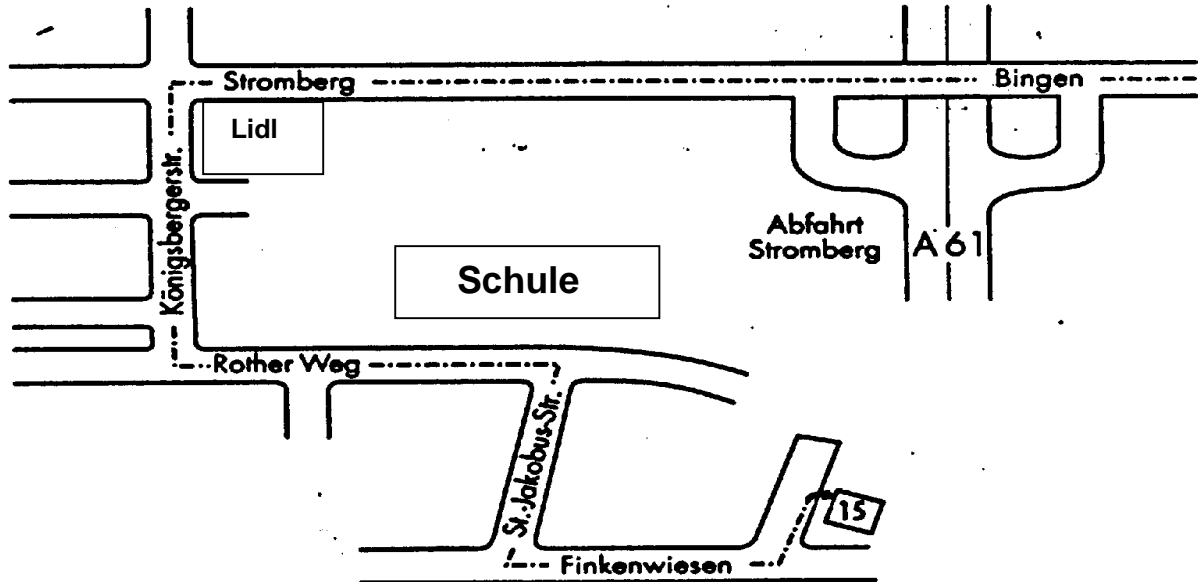 Stromberg
Bingen
Lidl
Königsbergerstr.
Abfahrt
Stromberg
A 61
Schule
Rother Weg
St.-Jakobus-Str.
15
Finkenwiesen